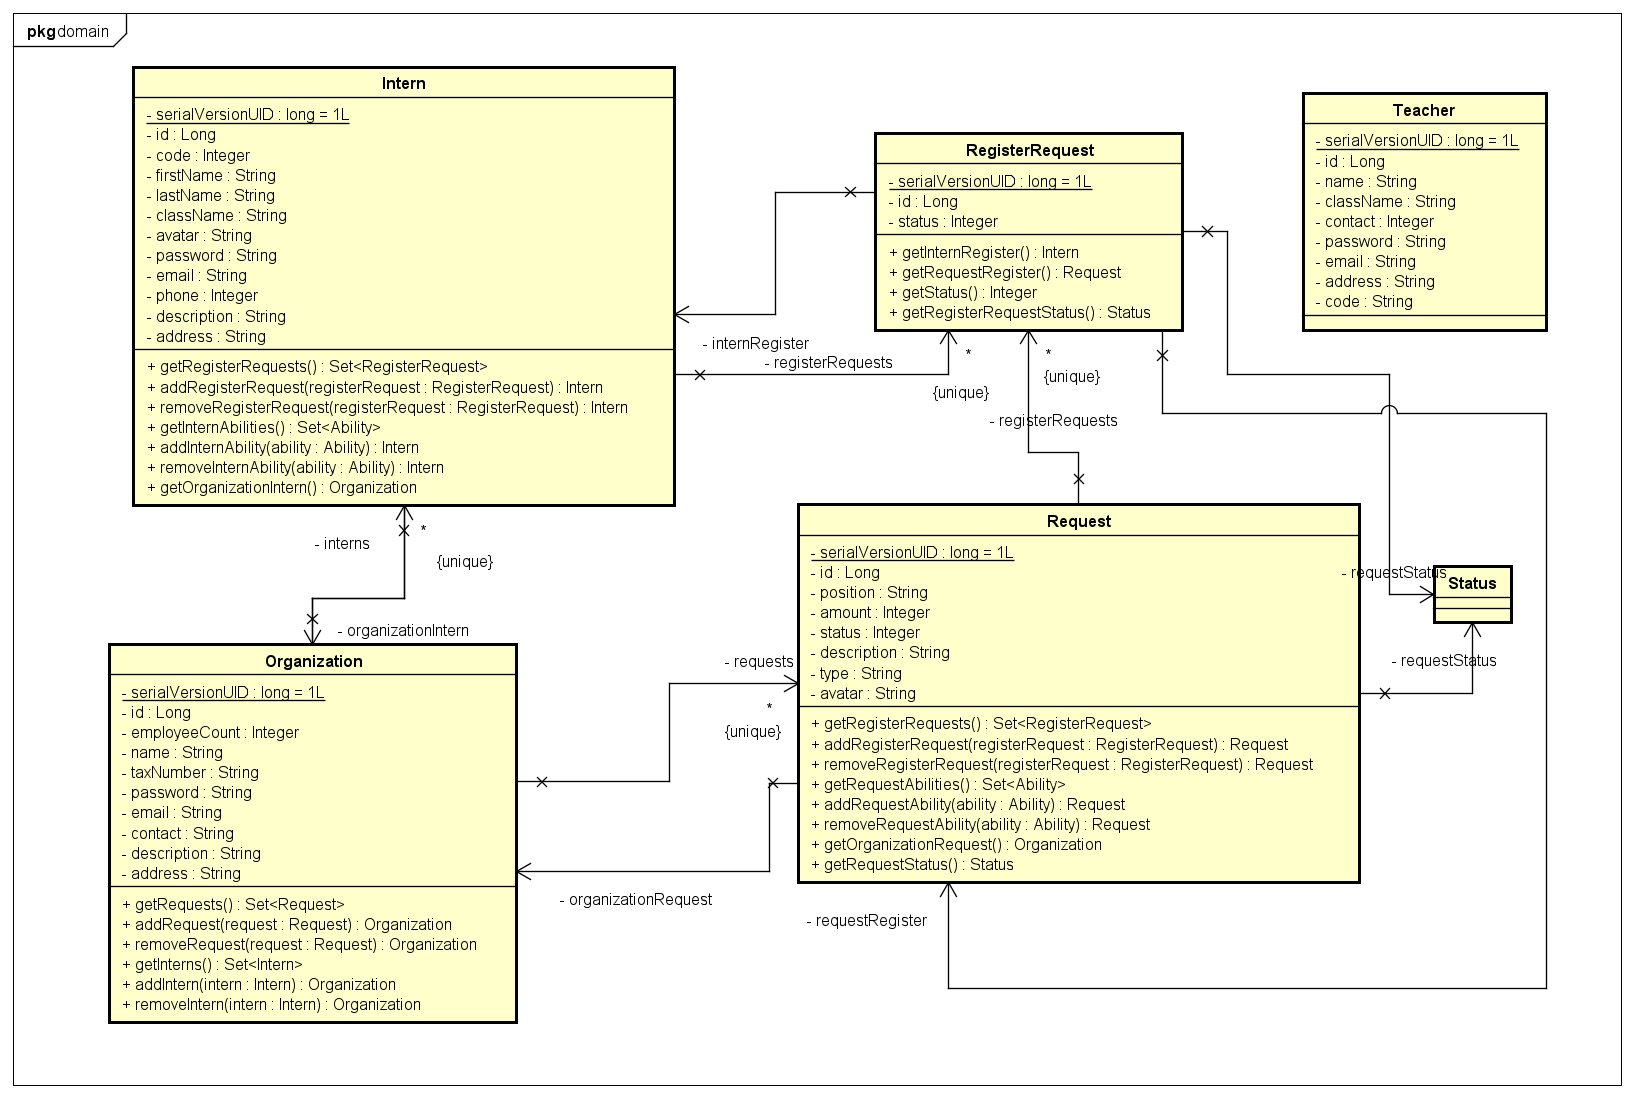 pkg domain
Intern
- serialVersionUID : long = 1L
- id : Long
- code : Integer
- firstName : String
- lastName : String
- className : String
- avatar : String
- password : String
- email : String
- phone : Integer
- description : String
- address : String
+ getRegisterRequests() : Set<RegisterRequest>
+ addRegisterRequest(registerRequest : RegisterRequest) : Intern
+ removeRegisterRequest(registerRequest : RegisterRequest) : Intern
+ getInternAbilities() : Set<Ability>
+ addInternAbility(ability : Ability) : Intern
+ removeInternAbility(ability : Ability) : Intern
+ getOrganizationIntern() : Organization
RegisterRequest
- serialVersionUID : long = 1L
- id : Long
- status : Integer
+ getInternRegister() : Intern
+ getRequestRegister() : Request
+ getStatus() : Integer
+ getRegisterRequestStatus() : Status
Teacher
- serialVersionUID : long = 1L
- id : Long
- name : String
- className : String
- contact : Integer
- password : String
- email : String
- address : String
- code : String
- internRegister
- registerRequests
*
{unique}
*
{unique}
- registerRequests
- interns
*
{unique}
- organizationIntern
Request
- serialVersionUID : long = 1L
- id : Long
- position : String
- amount : Integer
- status : Integer
- description : String
- type : String
- avatar : String
+ getRegisterRequests() : Set<RegisterRequest>
+ addRegisterRequest(registerRequest : RegisterRequest) : Request
+ removeRegisterRequest(registerRequest : RegisterRequest) : Request
+ getRequestAbilities() : Set<Ability>
+ addRequestAbility(ability : Ability) : Request
+ removeRequestAbility(ability : Ability) : Request
+ getOrganizationRequest() : Organization
+ getRequestStatus() : Status
- requestStatus
Status
- requestStatus
Organization
- serialVersionUID : long = 1L
- id : Long
- employeeCount : Integer
- name : String
- taxNumber : String
- password : String
- email : String
- contact : String
- description : String
- address : String
+ getRequests() : Set<Request>
+ addRequest(request : Request) : Organization
+ removeRequest(request : Request) : Organization
+ getInterns() : Set<Intern>
+ addIntern(intern : Intern) : Organization
+ removeIntern(intern : Intern) : Organization
- requests
*
{unique}
- organizationRequest
- requestRegister